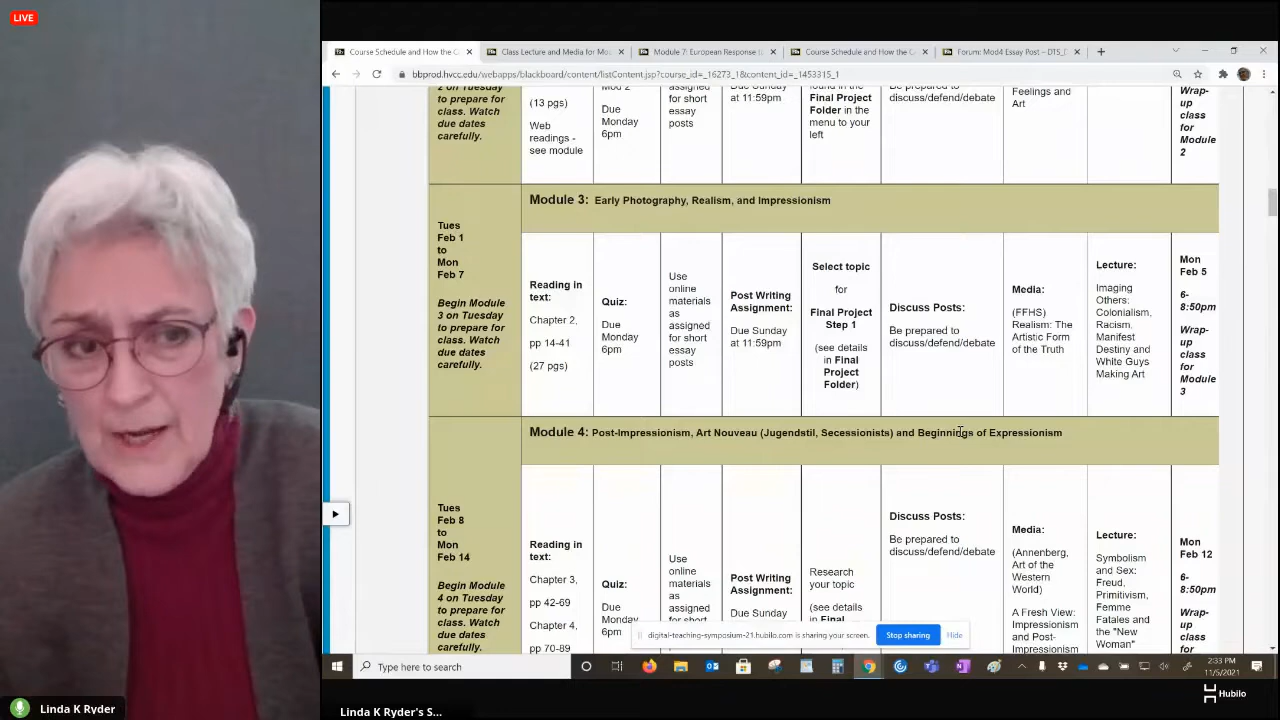 LIVE
Course Schedule and How the C
Class Lecture and Media for Mo
Module 7: European Response (
Course Schedule and How the C
Forum: Mod4 Essay Post – DTS_D
bbprod.hvcc.edu/webapps/blackboard/content/listContent.jsp?course_id=_16273_1&content_id=_1453315_1
2 on Tuesday
to prepare for
class. Watch
due dates
carefully.
(13 pgs)
Web
readings -
see module
Mod 2
Due
Monday
6pm
assigned
for short
essay
posts
Due Sunday
at 11:59pm
found in the
Final Project
Folder in the
menu to your
left
Be prepared to
discuss/defend/debate
Feelings and
Art
Wrap-
up
class
for
Module
2
Module 3: Early Photography, Realism, and Impressionism
Tues
Feb 1
to
Mon
Feb 7
Begin Module
3 on Tuesday
to prepare for
class. Watch
due dates
carefully.
Reading in
text:
Chapter 2,
pp 14-41
(27 pgs)
Quiz:
Due
Monday
6pm
Use
online
materials
as
assigned
for short
essay
posts
Post Writing
Assignment:
Due Sunday
at 11:59pm
Select topic
for
Final Project
Step 1
(see details
in Final
Project
Folder)
Discuss Posts:
Be prepared to
discuss/defend/debate
Media:
(FFHS)
Realism: The
Artistic Form
of the Truth
Lecture:
Imaging
Others:
Colonialism,
Racism,
Manifest
Destiny and
White Guys
Making Art
Mon
Feb 5
6-
8:50pm
Wrap-
up
class
for
Module
3
Module 4: Post-Impressionism, Art Nouveau (Jugendstil, Secessionists) and Beginnings of Expressionism
Tues
Feb 8
to
Mon
Feb 14
Begin Module
4 on Tuesday
to prepare for
class. Watch
due dates
carefully.
Reading in
text:
Chapter 3,
pp 42-69
Chapter 4,
pp 70-89
Quiz:
Due
Monday
6pm
Use
online
materials
as
assigned
for short
Post Writing
Assignment:
Due Sunday
Research
your topic
(see details
in Final
Discuss Posts:
Be prepared to
discuss/defend/debate
Media:
(Annenberg,
Art of the
Western
World)
A Fresh View:
Impressionism
and Post-
Impressionism
Lecture:
Symbolism
and Sex:
Freud,
Primitivism,
Femme
Fatales and
the "New
Woman"
Mon
Feb 12
6-
8:50pm
Wrap-
up
class
for
digital-teaching-symposium-21.hubilo.com is sharing your screen.
Stop sharing
Hide
Type here to search
2:33 PM
11/5/2021
Linda K Ryder
Linda K Ryder's S...
Hubilo